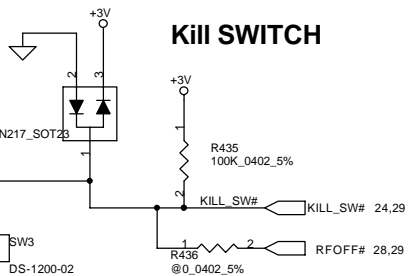 +3V
Kill SWITCH
2
3
+3V
N217_SOT23
1
1
R435
100K_0402_5%
2
KILL_SW#
KILL_SW# 24,29
SW3
DS-1200-02
1
2
RFOFF# 28,29
R436
@0_0402_5%